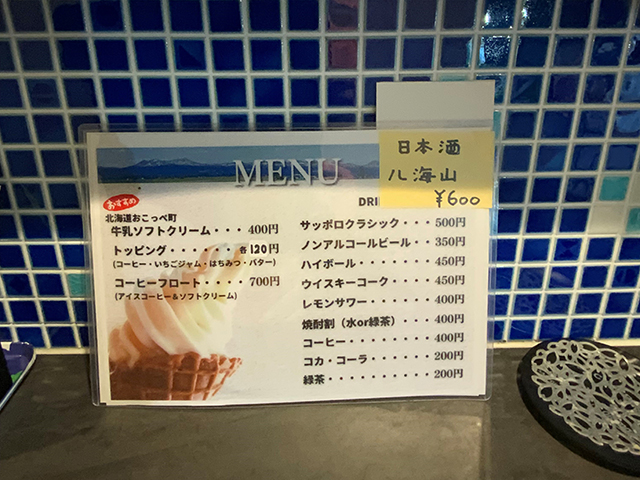 日本酒
八海山
¥600
MENU
おすすめ
北海道おこっぺ町
牛乳ソフトクリーム・・・400円
トッピング・・・・・・・各120円
(コーヒー・いちごジャム・はちみつ・バター)
コーヒーフロート・・・・700円
(アイスコーヒー&ソフトクリーム)
DRI
サッポロクラシック・・・500円
ノンアルコールビール・・350円
ハイボール・・・・・・・450円
ウイスキーコーク・・・・450円
レモンサワー・・・・・・400円
焼酎割(水or緑茶)・・・400円
コーヒー・・・・・・・・400円
コカ・コーラ・・・・・・200円
緑茶・・・・・・・・・・200円